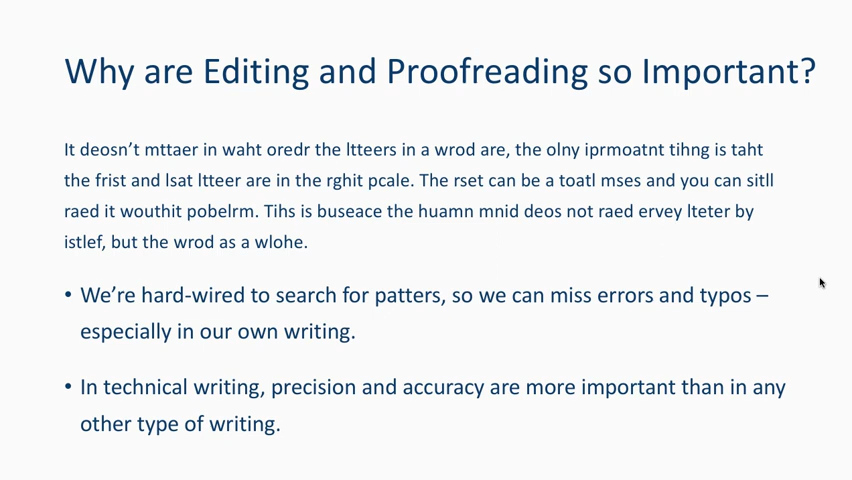 Why are Editing and Proofreading so Important?
It deosn’t mttaer in waht oredr the ltteers in a wrod are, the olny iprmoatnt tihng is taht
the frist and lsat ltteer are in the rghit pcale. The rset can be a toatl mses and you can sitll
raed it wouthit pobelrm. Tihs is buseace the huamn mnid deos not raed ervey lteter by
istlef, but the wrod as a wlohe.
• We’re hard-wired to search for patters, so we can miss errors and typos –
especially in our own writing.
• In technical writing, precision and accuracy are more important than in any
other type of writing.